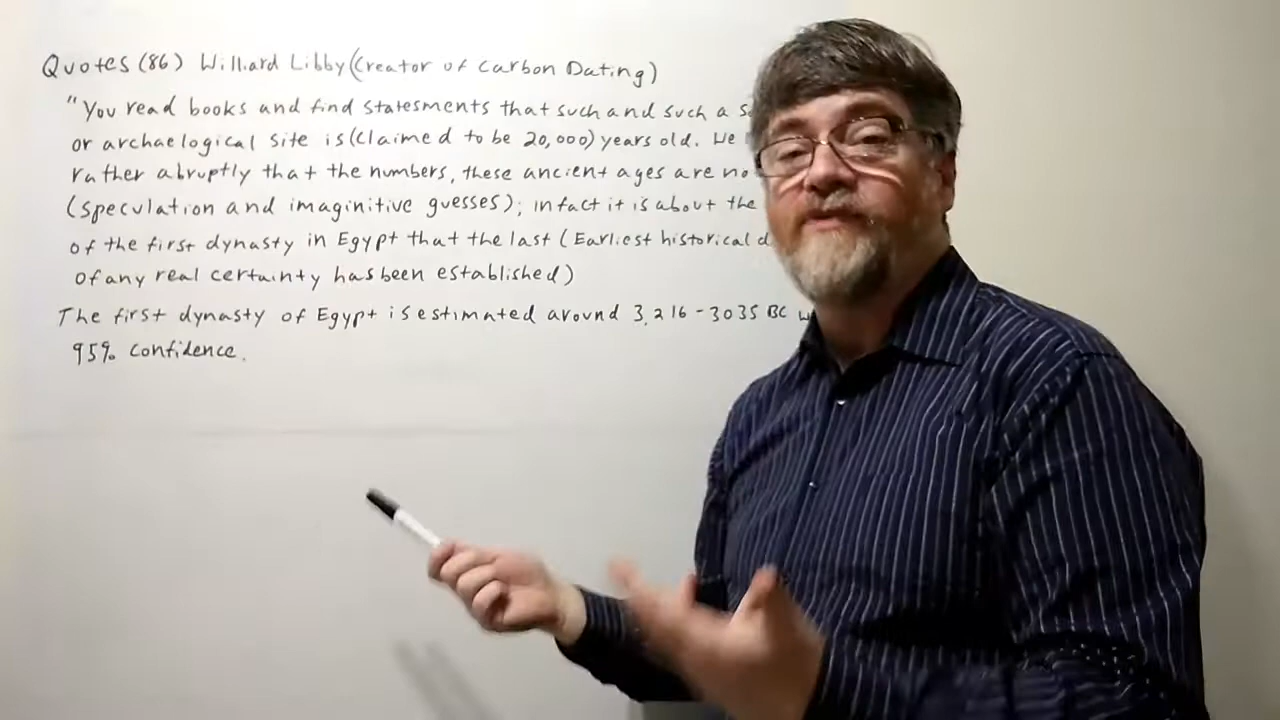 Quotes (86) Williard Libby (Creator of Carbon Dating)
"You read books and find statesments that such and such a
or archaelogical site is (claimed to be 20,000) years old. We
rather abruptly that the numbers, these ancient ages are
(speculation and imaginitive guesses); in fact it is about the
of the first dynasty in Egypt that the last (Earliest historical
of any real certainty has been established)
The first dynasty of Egypt is estimated around 3,216 - 3035 BC
95% confidence.